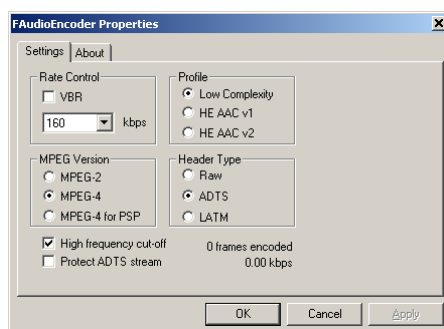 FAudioEncoder Properties
Settings About
Rate Control
VBR
160 kbps
Profile
Low Complexity
HE AAC v1
HE AAC v2
MPEG Version
MPEG-2
MPEG-4
MPEG-4 for PSP
Header Type
Raw
ADTS
LATM
High frequency cut-off
Protect ADTS stream
0 frames encoded
0.00 kbps
OK Cancel Apply